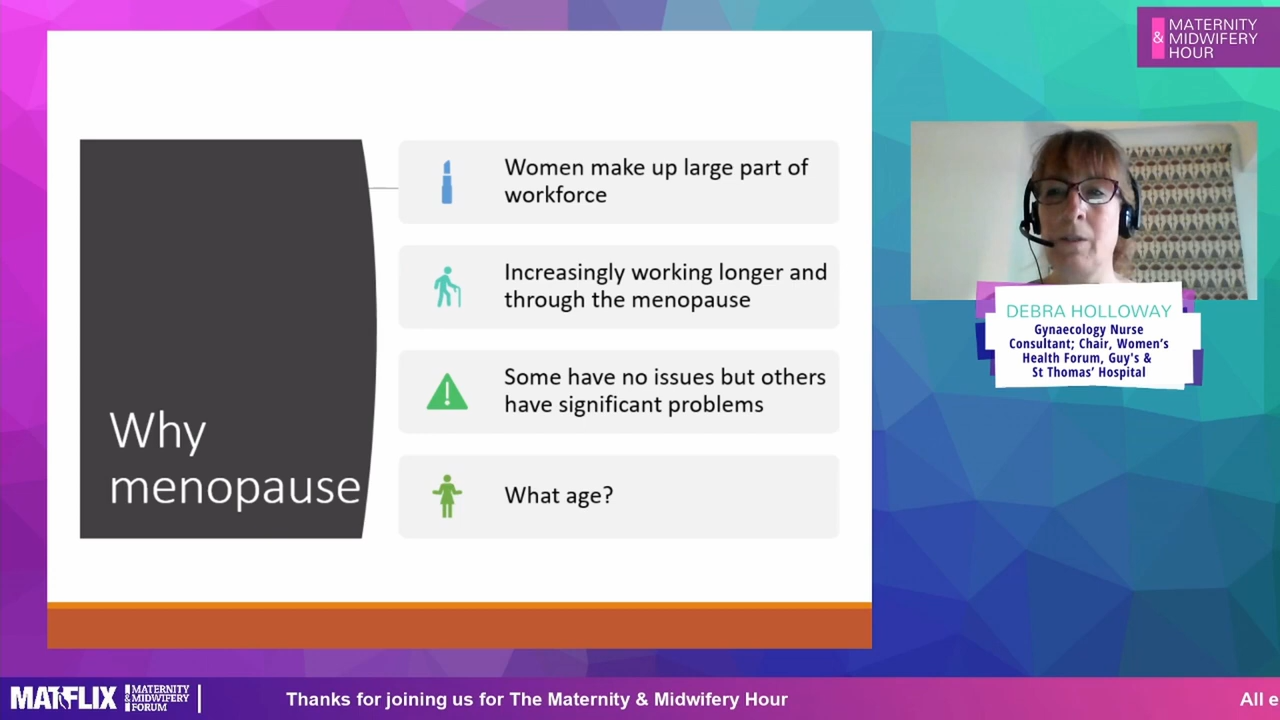 MATERNITY
& MIDWIFERY
HOUR
Women make up large part of
workforce
Increasingly working longer and
through the menopause
Some have no issues but others
have significant problems
What age?
Why
menopause
DEBRA HOLLOWAY
Gynaecology Nurse
Consultant; Chair, Women's
Health Forum, Guy's &
St Thomas' Hospital
MATFLIX
MATERNITY
& MIDWIFERY
FORUM
Thanks for joining us for The Maternity & Midwifery Hour
All e